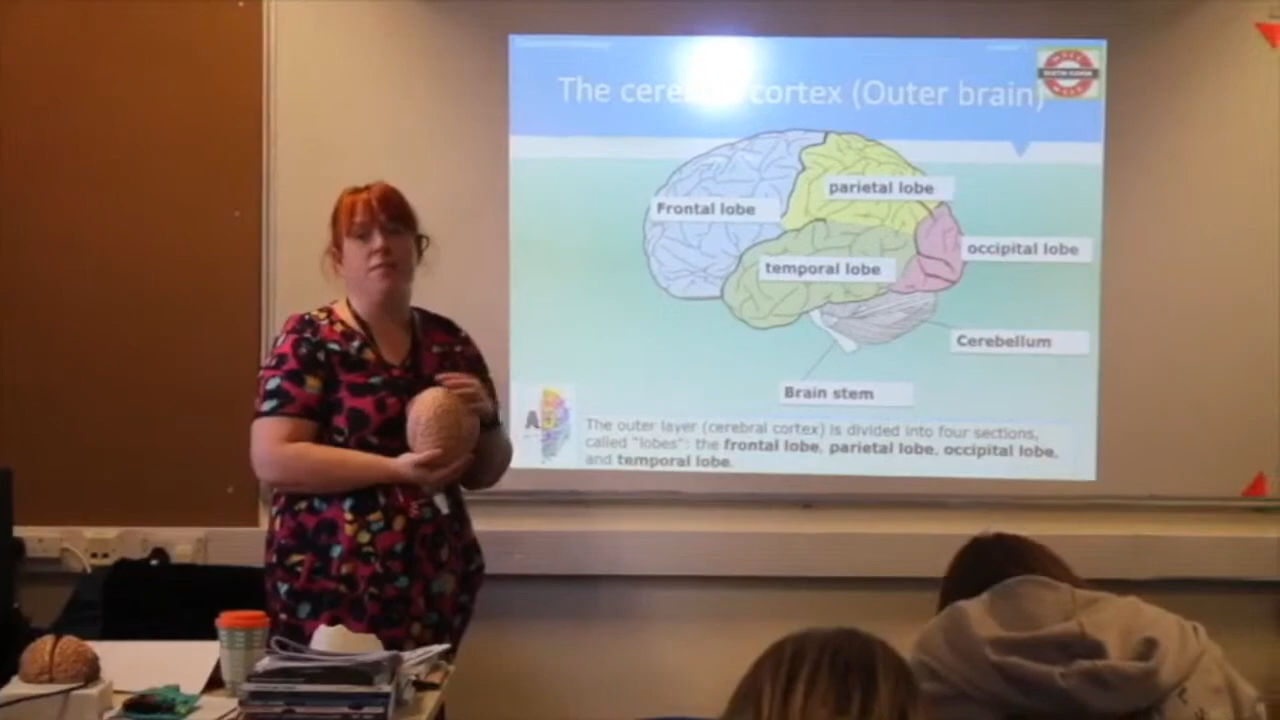 The cerebral cortex (Outer brain)
parietal lobe
Frontal lobe
occipital lobe
temporal lobe
Cerebellum
Brain stem
The outer layer (cerebral cortex) is divided into four sections,
called "lobes": the frontal lobe, parietal lobe, occipital lobe,
and temporal lobe.